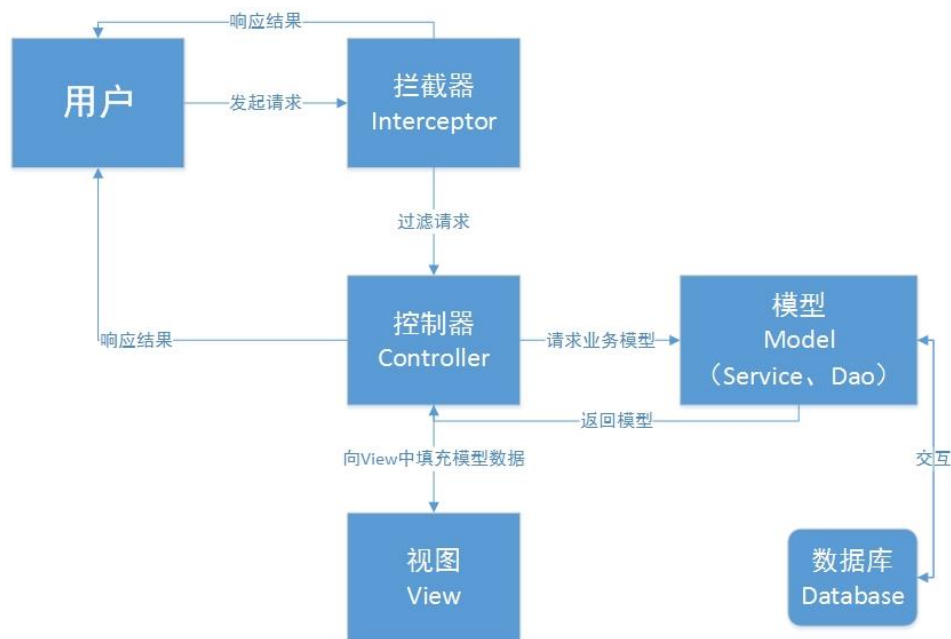 响应结果
用户
发起请求
拦截器
Interceptor
过滤请求
响应结果
控制器
Controller
请求业务模型
模型
Model
（Service、Dao）
返回模型
向View中填充模型数据
交互
视图
View
数据库
Database